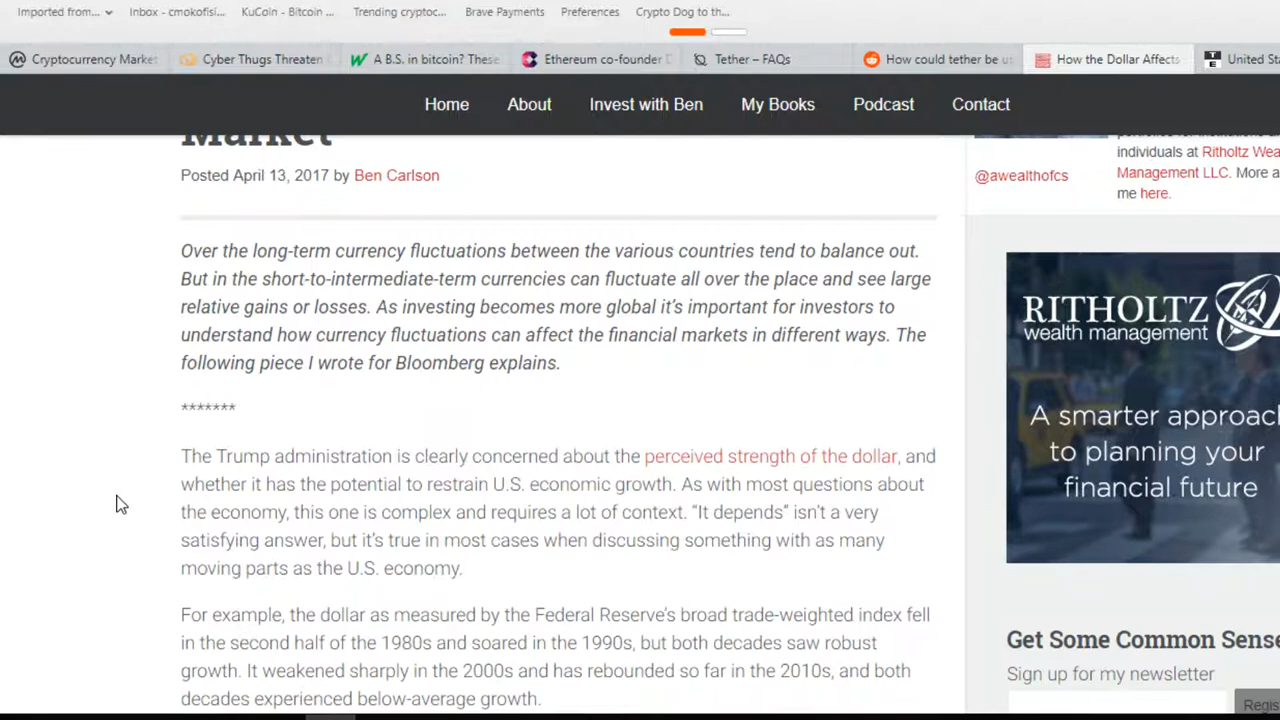 Imported from...
Inbox - cmokofisi...
KuCoin - Bitcoin ...
Trending cryptoc...
Brave Payments
Preferences
Crypto Dog to th...
Cryptocurrency Market
Cyber Thugs Threaten
A B.S. in bitcoin? These
Ethereum co-founder
Tether – FAQs
How could tether be u
How the Dollar Affects
United Sta
Home
About
Invest with Ben
My Books
Podcast
Contact
Market
Posted April 13, 2017 by Ben Carlson
Over the long-term currency fluctuations between the various countries tend to balance out.
But in the short-to-intermediate-term currencies can fluctuate all over the place and see large
relative gains or losses. As investing becomes more global it’s important for investors to
understand how currency fluctuations can affect the financial markets in different ways. The
following piece I wrote for Bloomberg explains.
*******
The Trump administration is clearly concerned about the perceived strength of the dollar, and
whether it has the potential to restrain U.S. economic growth. As with most questions about
the economy, this one is complex and requires a lot of context. “It depends” isn’t a very
satisfying answer, but it’s true in most cases when discussing something with as many
moving parts as the U.S. economy.
For example, the dollar as measured by the Federal Reserve’s broad trade-weighted index fell
in the second half of the 1980s and soared in the 1990s, but both decades saw robust
growth. It weakened sharply in the 2000s and has rebounded so far in the 2010s, and both
decades experienced below-average growth.
@awealthofcs
individuals at Ritholtz Wea
Management LLC. More a
me here.
RITHOLTZ
wealth management
A smarter approach
to planning your
financial future
Get Some Common Sense
Sign up for my newsletter
Regis